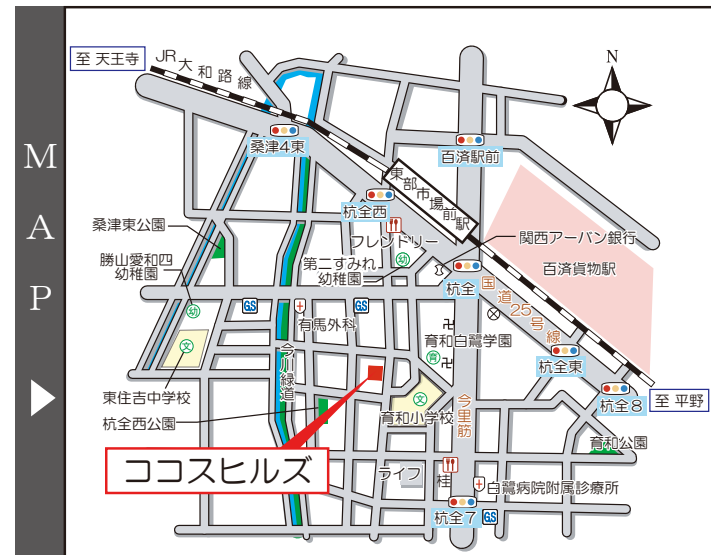 MAP
至 天王寺
JR大和路線
N
桑津4東
百済駅前
東部市場前駅
杭全西
フレンドリー
桑津東公園
関西アーバン銀行
第二すみれ
幼稚園
幼
勝山愛和四
幼稚園
百済貨物駅
杭全
国道25号線
幼
GS
GS
有馬外科
育和白鷺学園
育
文
今川緑道
杭全東
東住吉中学校
杭全8
至 平野
杭全西公園
文
育和小学校
今里筋
育和公園
ココスヒルズ
ライフ
桂
白鷺病院附属診療所
杭全7
GS